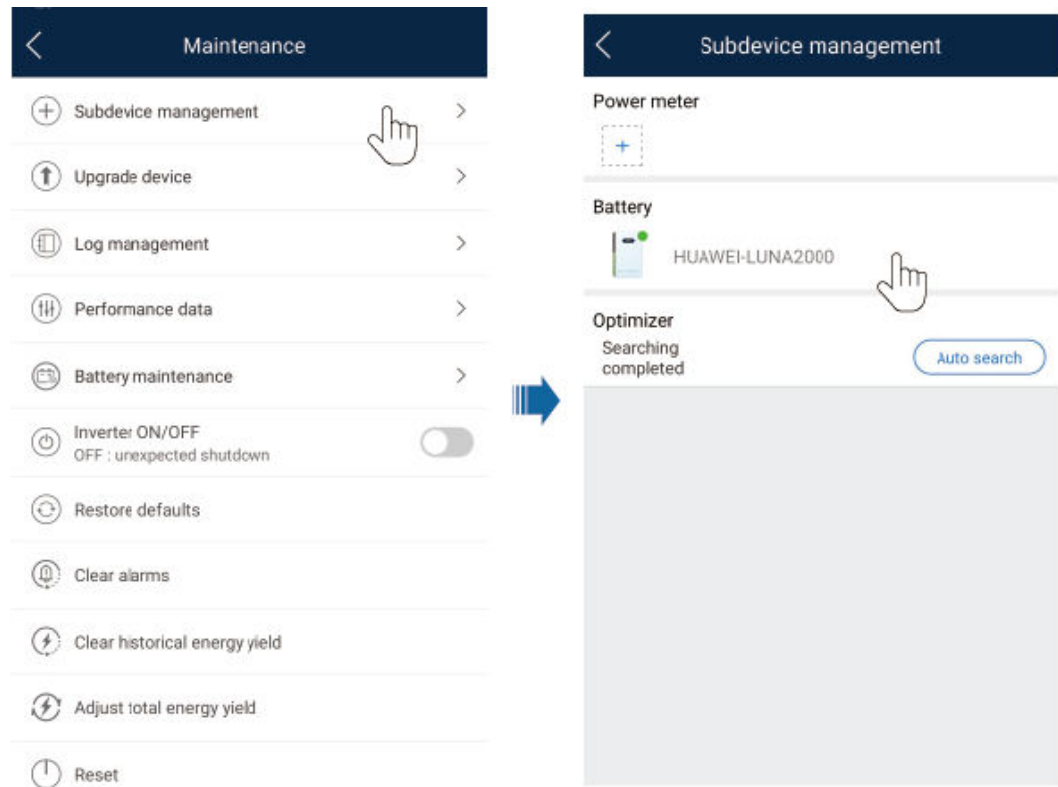 Maintenance
Subdevice management
Upgrade device
Log management
Performance data
Battery maintenance
Inverter ON/OFF
OFF : unexpected shutdown
Restore defaults
Clear alarms
Clear historical energy yield
Adjust total energy yield
Reset
Subdevice management
Power meter
+
Battery
HUAWEI-LUNA2000
Optimizer
Searching
completed
Auto search